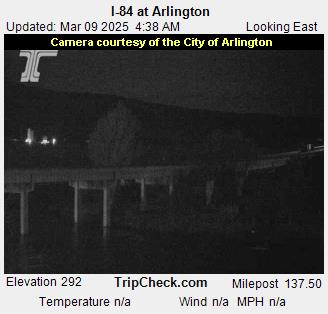 I-84 at Arlington
Updated: Mar 09 2025 4:38 AM Looking East
Camera courtesy of the City of Arlington
Elevation 292 TripCheck.com Milepost 137.50
Temperature n/a Wind n/a MPH n/a